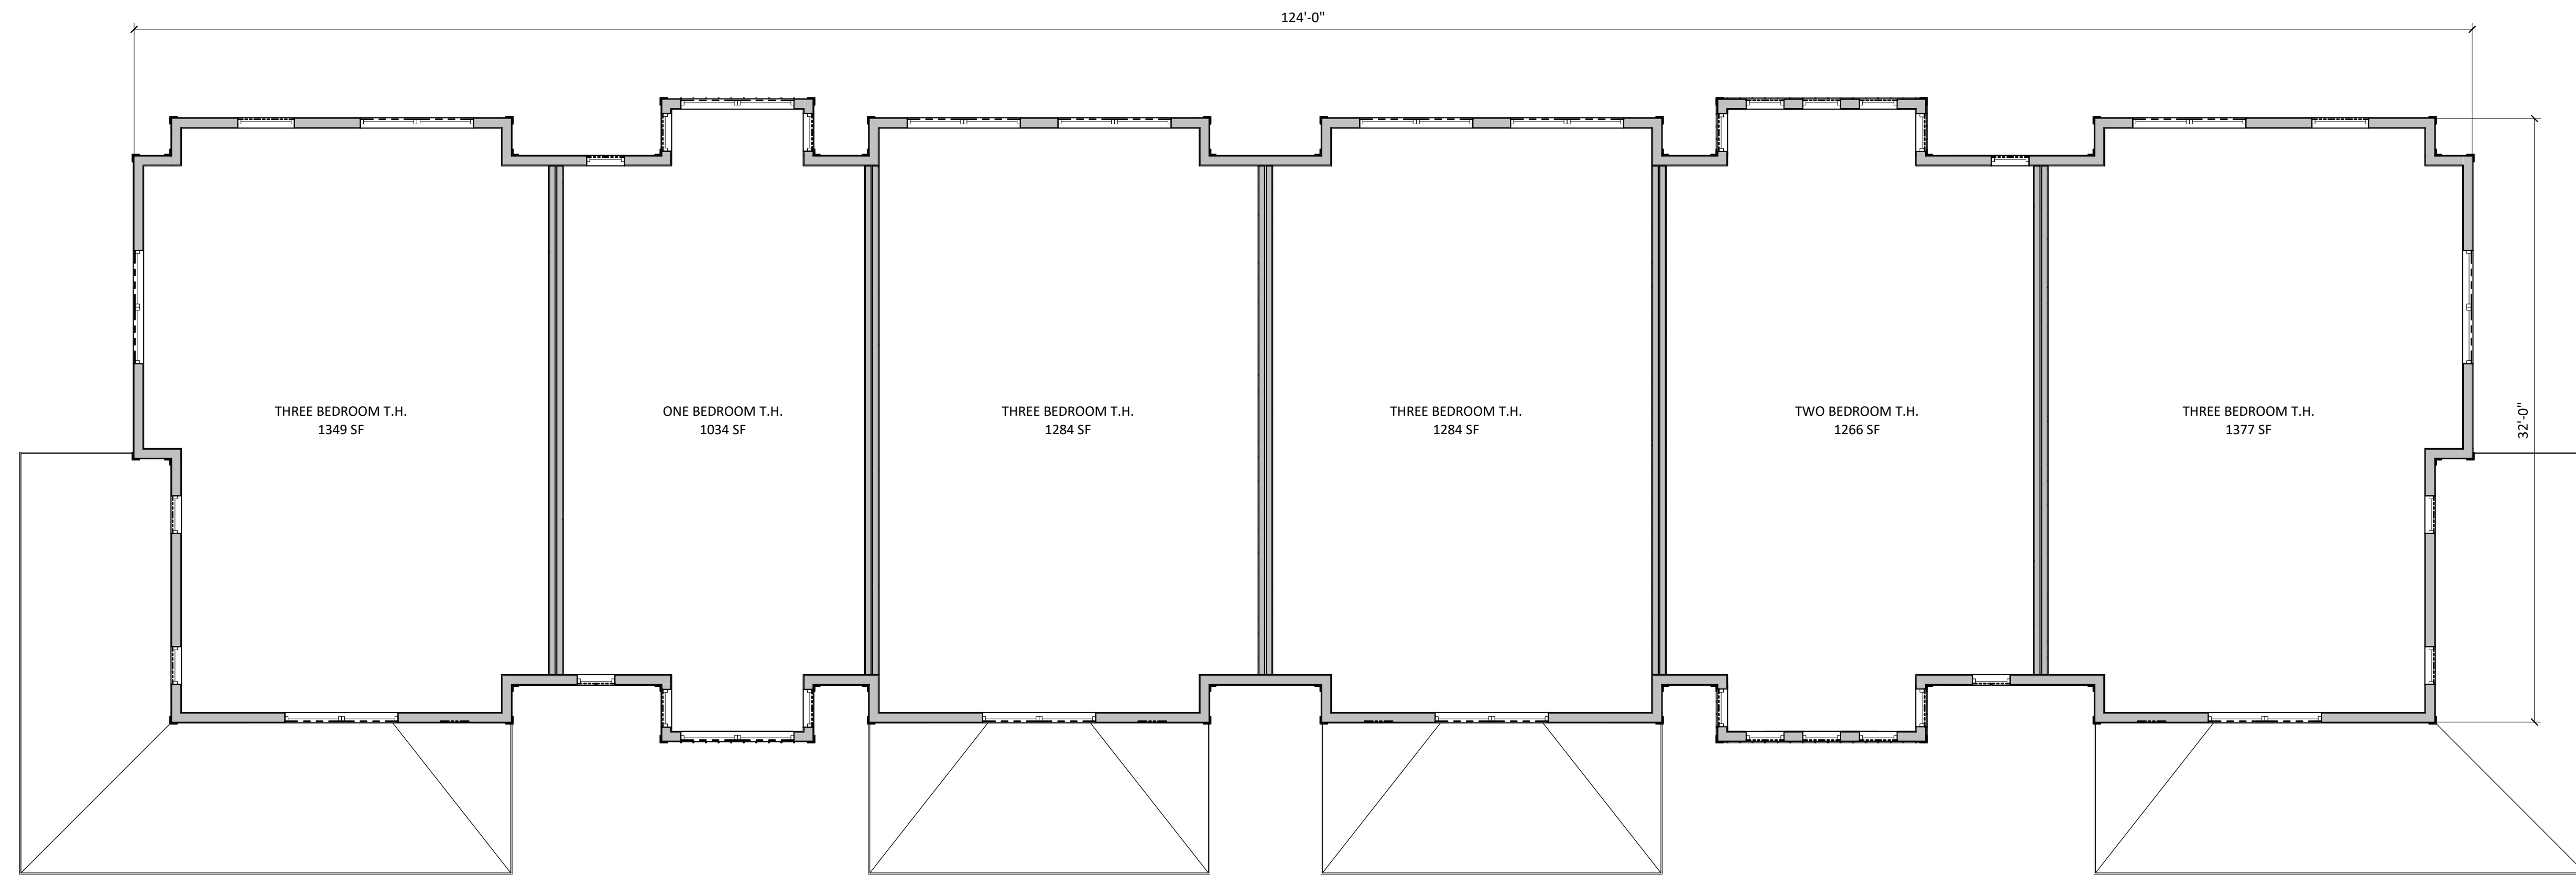 124'-0"
THREE BEDROOM T.H.
1349 SF
ONE BEDROOM T.H.
1034 SF
THREE BEDROOM T.H.
1284 SF
THREE BEDROOM T.H.
1284 SF
TWO BEDROOM T.H.
1266 SF
THREE BEDROOM T.H.
1377 SF
32'-0"